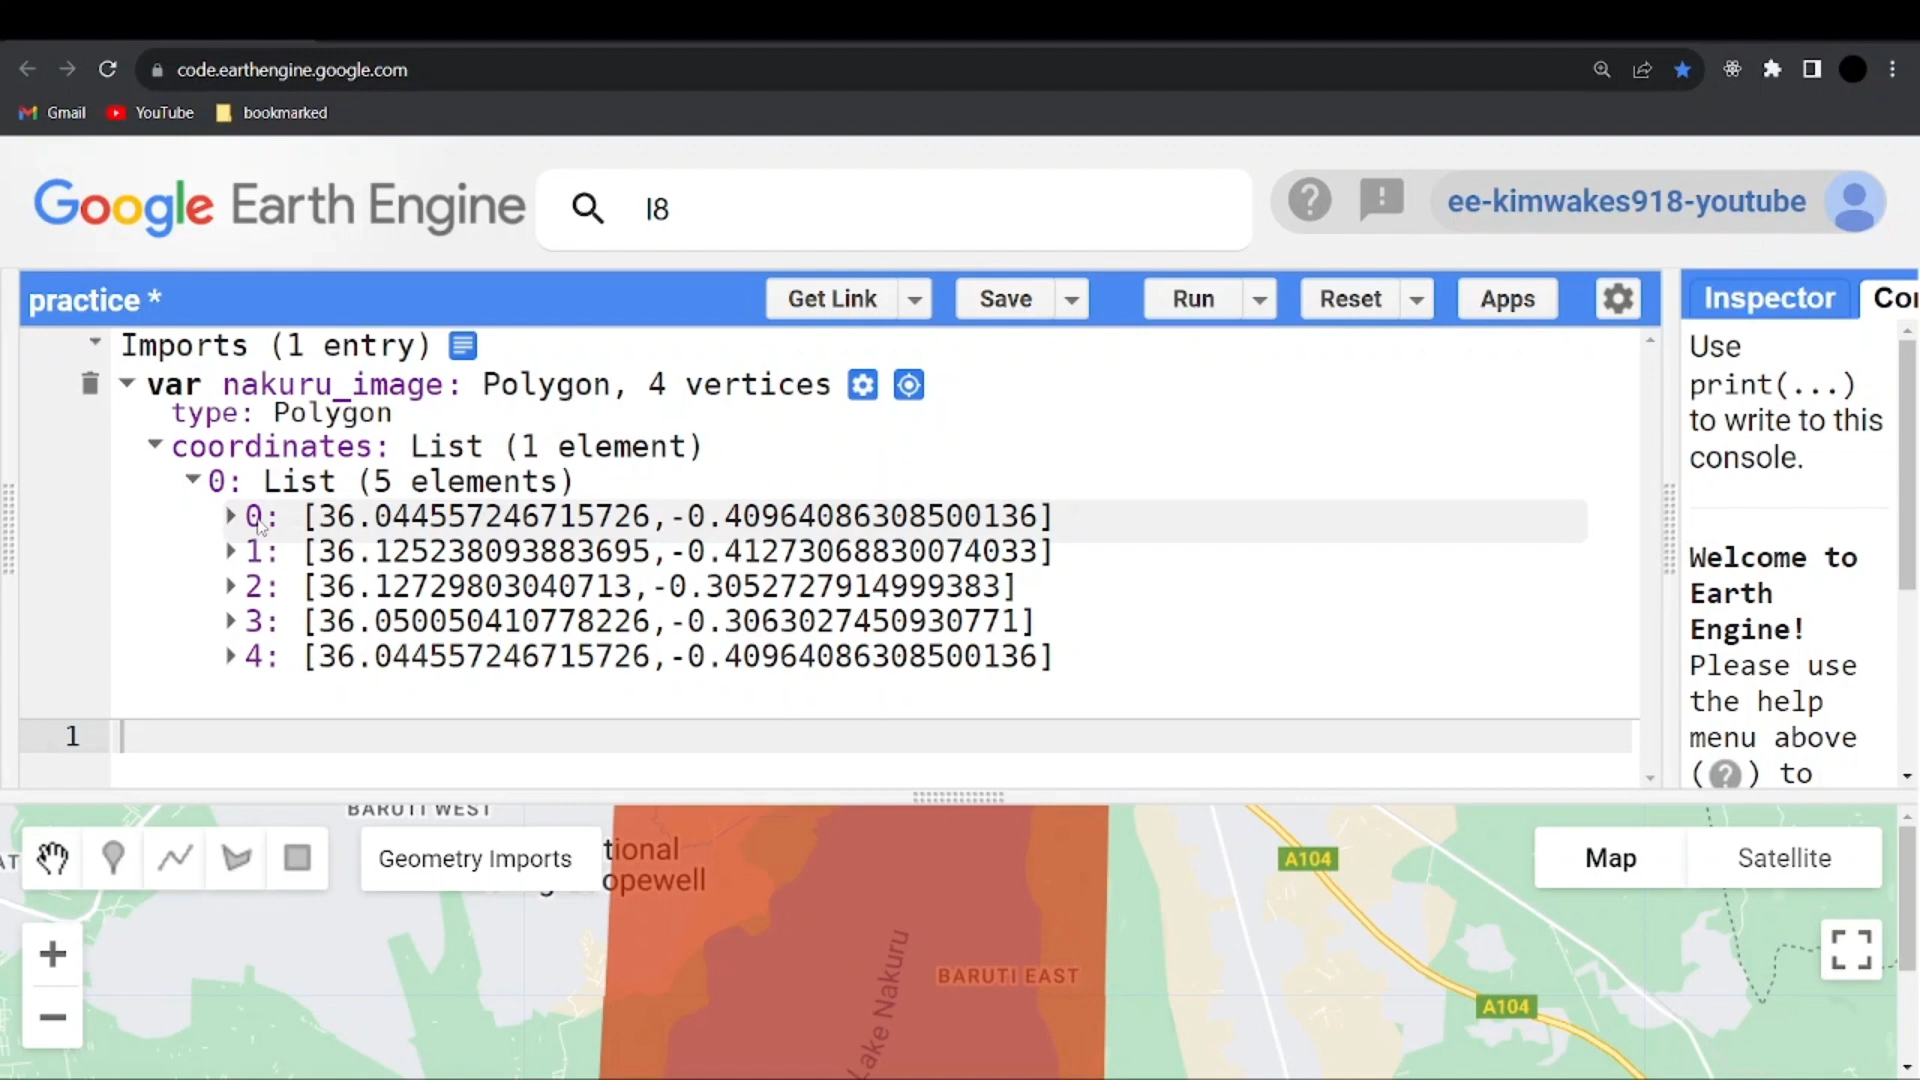 code.earthengine.google.com
Gmail YouTube bookmarked
Google Earth Engine
l8
ee-kimwakes918-youtube
practice *
Get Link Save Run Reset Apps
Inspector
Imports (1 entry)
var nakuru_image: Polygon, 4 vertices
type: Polygon
coordinates: List (1 element)
0: List (5 elements)
0: [36.044557246715726,-0.40964086308500136]
1: [36.125238093883695,-0.41273068830074033]
2: [36.12729803040713,-0.3052727914999383]
3: [36.050050410778226,-0.3063027450930771]
4: [36.044557246715726,-0.40964086308500136]
1
Use
print(...)
to write to this
console.
Welcome to
Earth
Engine!
Please use
the help
menu above
(?) to
BARUTI WEST
Geometry Imports
tional
opewell
A104
Map Satellite
Lake Nakuru
BARUTI EAST
A104